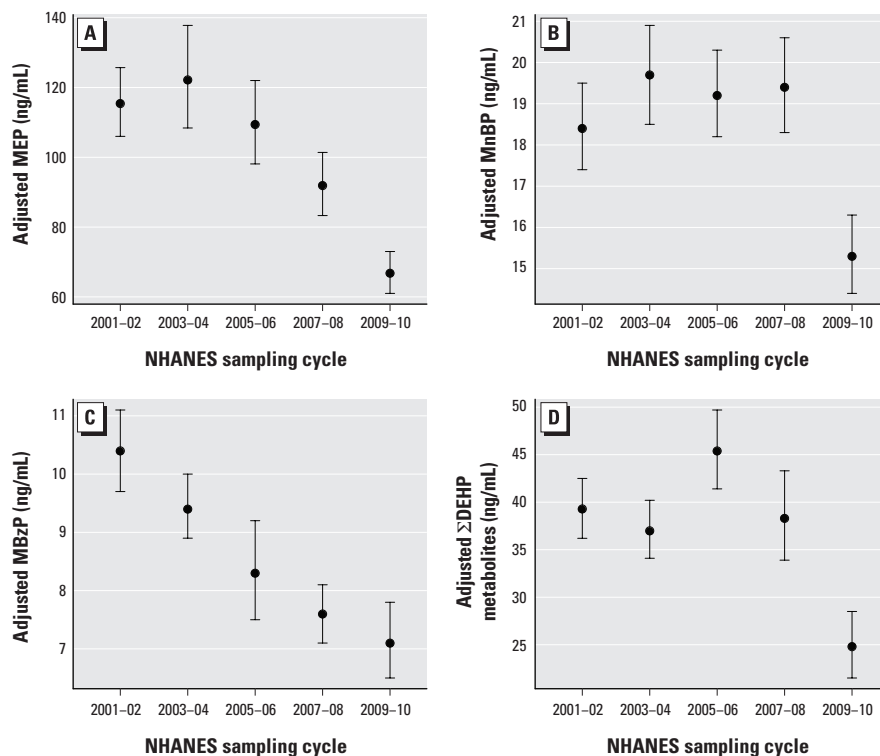 A
Adjusted MEP (ng/mL)
140
120
100
80
60
2001–02 2003–04 2005–06 2007–08 2009–10
NHANES sampling cycle
B
Adjusted MnBP (ng/mL)
21
20
19
18
17
16
15
2001–02 2003–04 2005–06 2007–08 2009–10
NHANES sampling cycle
C
Adjusted MBzP (ng/mL)
11
10
9
8
7
2001–02 2003–04 2005–06 2007–08 2009–10
NHANES sampling cycle
D
Adjusted ΣDEHP
metabolites (ng/mL)
50
45
40
35
30
25
2001–02 2003–04 2005–06 2007–08 2009–10
NHANES sampling cycle